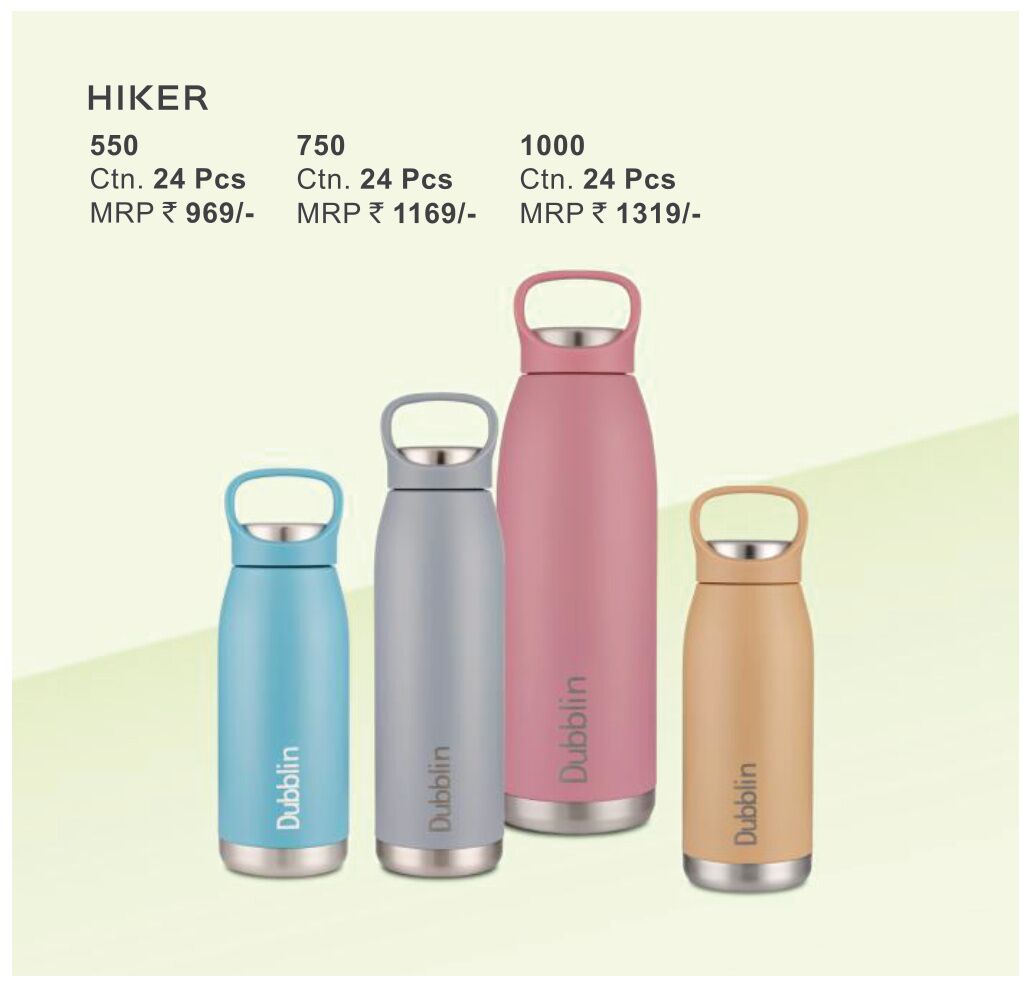 HIKER
550
Ctn. 24 Pcs
MRP ₹ 969/-
750
Ctn. 24 Pcs
MRP ₹ 1169/-
1000
Ctn. 24 Pcs
MRP ₹ 1319/-
Dubblin
Dubblin
Dubblin
Dubblin